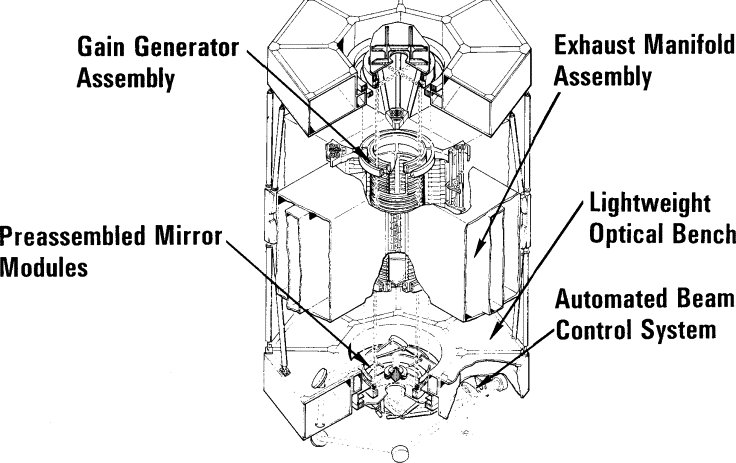 Gain Generator
Assembly
Exhaust Manifold
Assembly
Preassembled Mirror
Modules
Lightweight
Optical Bench
Automated Beam
Control System